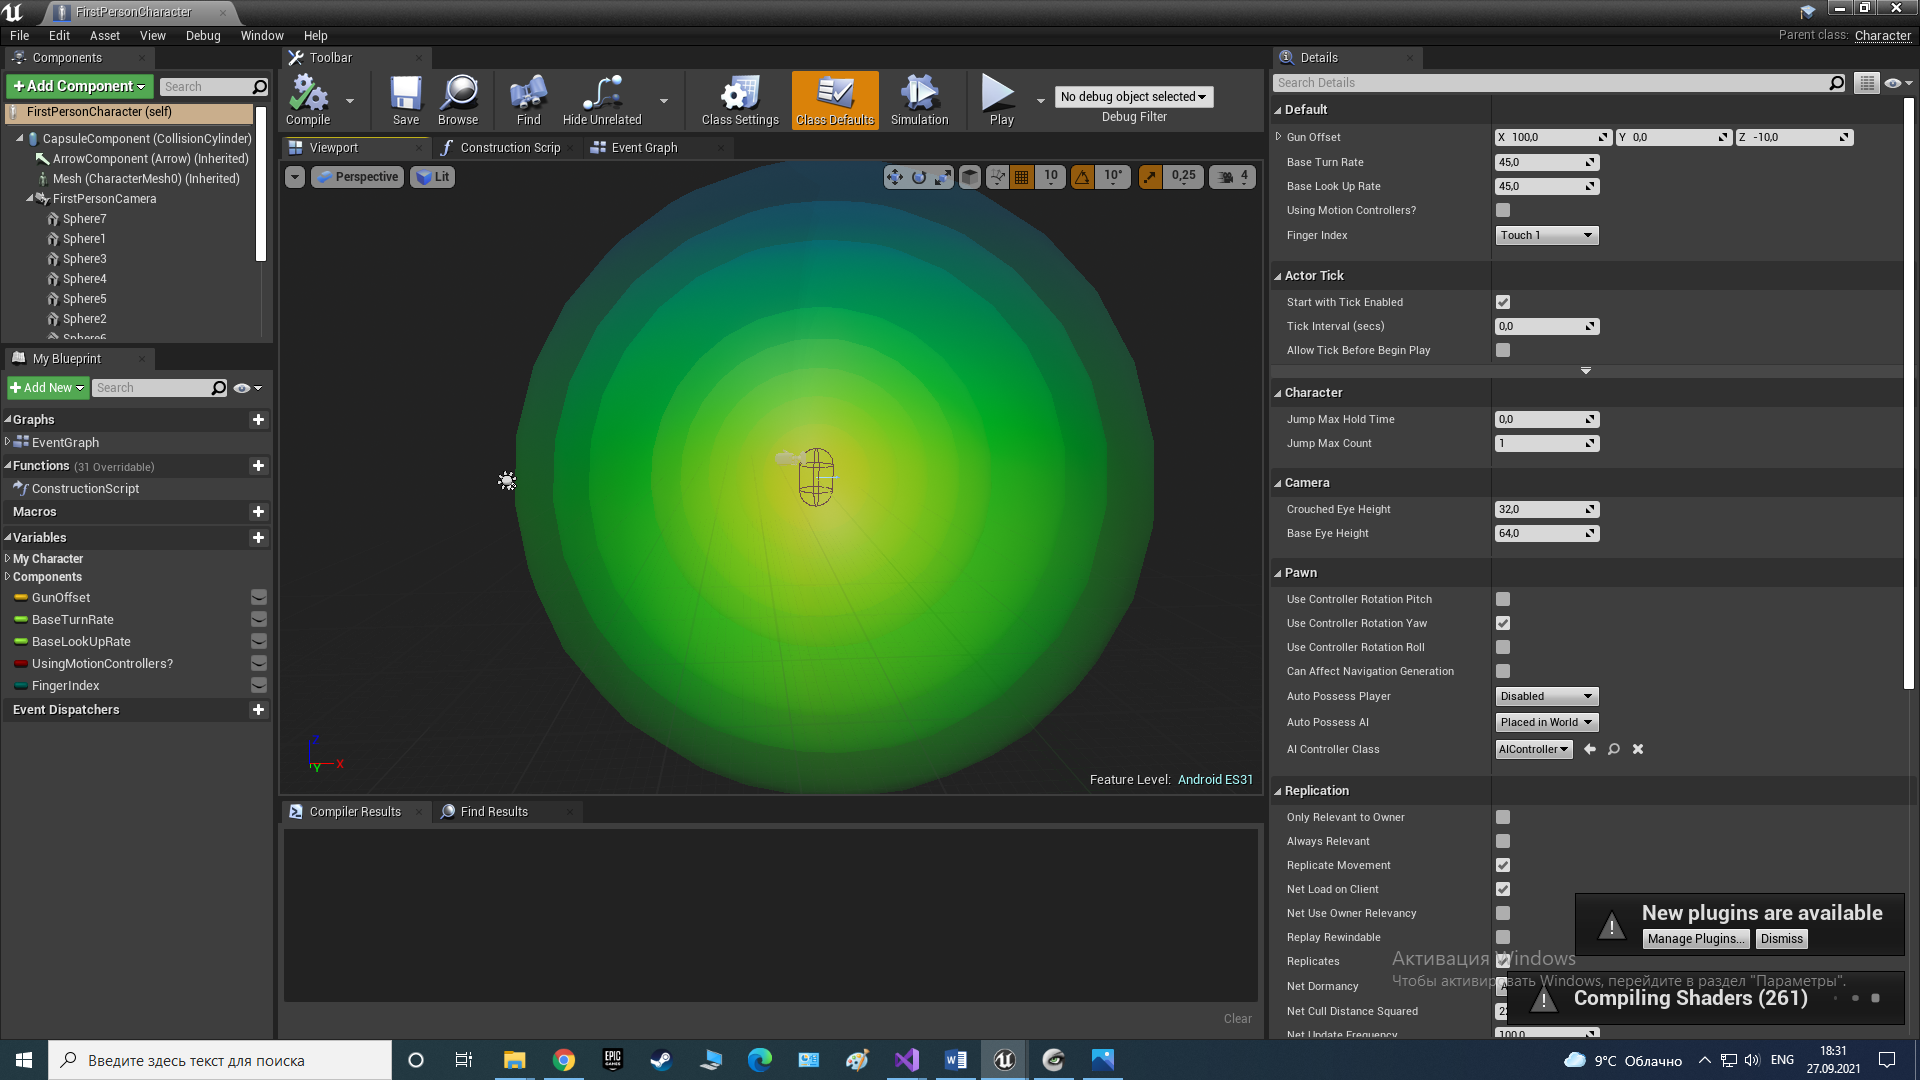 FirstPersonCharacter
File Edit Asset View Debug Window Help
Parent class: Character
Components
+Add Component
Search
FirstPersonCharacter (self)
CapsuleComponent (CollisionCylinder)
ArrowComponent (Arrow) (Inherited)
Mesh (CharacterMesh0) (Inherited)
FirstPersonCamera
Sphere7
Sphere1
Sphere3
Sphere4
Sphere5
Sphere2
Sphere6
My Blueprint
+Add New
Search
Graphs
EventGraph
Functions (31 Overridable)
ConstructionScript
Macros
Variables
My Character
Components
GunOffset
BaseTurnRate
BaseLookUpRate
UsingMotionControllers?
FingerIndex
Event Dispatchers
Toolbar
Compile
Save
Browse
Find
Hide Unrelated
Class Settings
Class Defaults
Simulation
Play
No debug object selected
Debug Filter
Viewport
Construction Scrip
Event Graph
Perspective
Lit
10
10°
0,25
4
Z
Y X
Feature Level: Android ES31
Compiler Results
Find Results
Clear
Details
Search Details
Default
Gun Offset X 100,0 Y 0,0 Z -10,0
Base Turn Rate 45,0
Base Look Up Rate 45,0
Using Motion Controllers?
Finger Index Touch 1
Actor Tick
Start with Tick Enabled
Tick Interval (secs) 0,0
Allow Tick Before Begin Play
Character
Jump Max Hold Time 0,0
Jump Max Count 1
Camera
Crouched Eye Height 32,0
Base Eye Height 64,0
Pawn
Use Controller Rotation Pitch
Use Controller Rotation Yaw
Use Controller Rotation Roll
Can Affect Navigation Generation
Auto Possess Player Disabled
Auto Possess AI Placed in World
AI Controller Class AIController
Replication
Only Relevant to Owner
Always Relevant
Replicate Movement
Net Load on Client
Net Use Owner Relevancy
Replay Rewindable
Replicates
Net Dormancy
Net Cull Distance Squared
Net Update Frequency 100,0
New plugins are available
Manage Plugins... Dismiss
Активация Windows
Чтобы активировать Windows, перейдите в раздел "Параметры".
Compiling Shaders (261)
Введите здесь текст для поиска
EPIC GAMES
9°C Облачно
ENG
18:31
27.09.2021